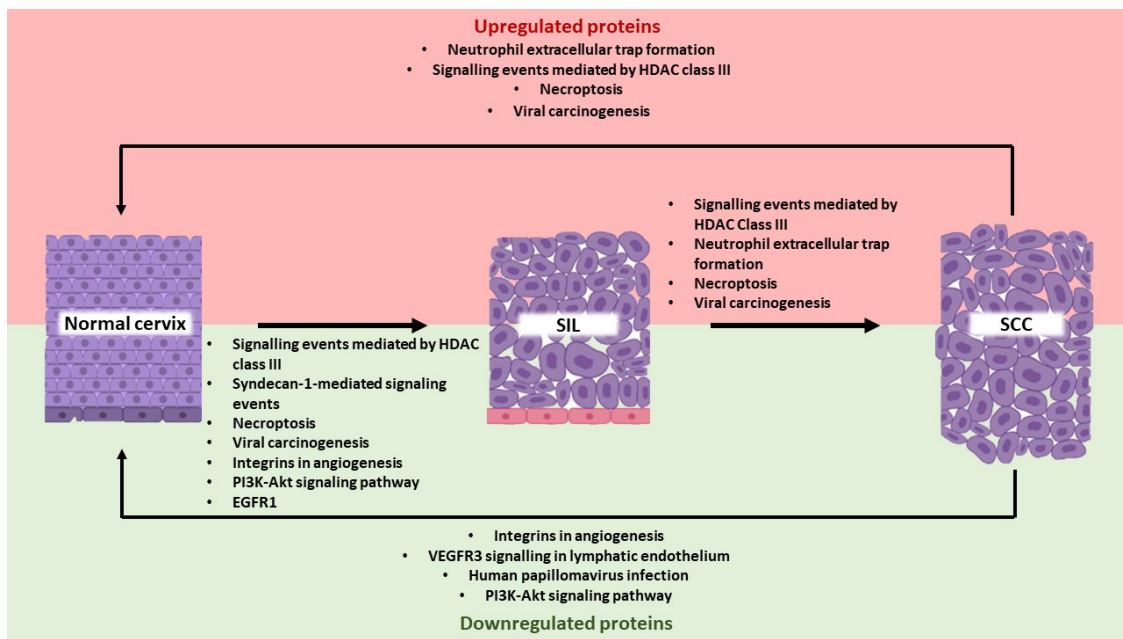 Upregulated proteins
• Neutrophil extracellular trap formation
• Signalling events mediated by HDAC class III
• Necroptosis
• Viral carcinogenesis
• Signalling events mediated by
HDAC Class III
• Neutrophil extracellular trap
formation
• Necroptosis
• Viral carcinogenesis
Normal cervix
SIL
SCC
• Signalling events mediated by HDAC
class III
• Syndecan-1-mediated signaling
events
• Necroptosis
• Viral carcinogenesis
• Integrins in angiogenesis
• PI3K-Akt signaling pathway
• EGFR1
• Integrins in angiogenesis
• VEGFR3 signalling in lymphatic endothelium
• Human papillomavirus infection
• PI3K-Akt signaling pathway
Downregulated proteins